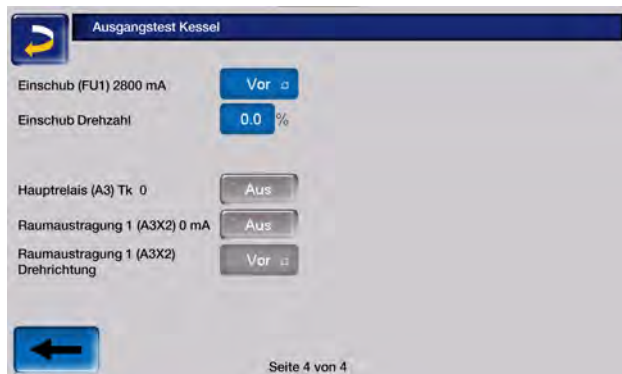 Ausgangstest Kessel
Einschub (FU1) 2800 mA
Vor
Einschub Drehzahl
0.0 %
Hauptrelais (A3) Tk 0
Aus
Raumaustragung 1 (A3X2) 0 mA
Aus
Raumaustragung 1 (A3X2)
Drehrichtung
Vor
Seite 4 von 4